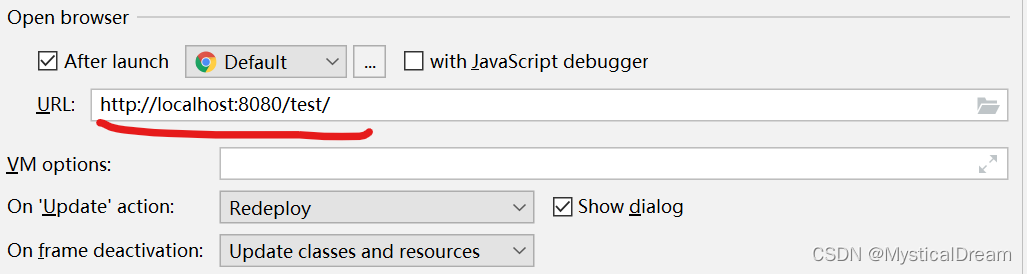 Open browser
After launch Default ... with JavaScript debugger
URL: http://localhost:8080/test/
VM options:
On 'Update' action: Redeploy Show dialog
On frame deactivation: Update classes and resources
CSDN @MysticalDream